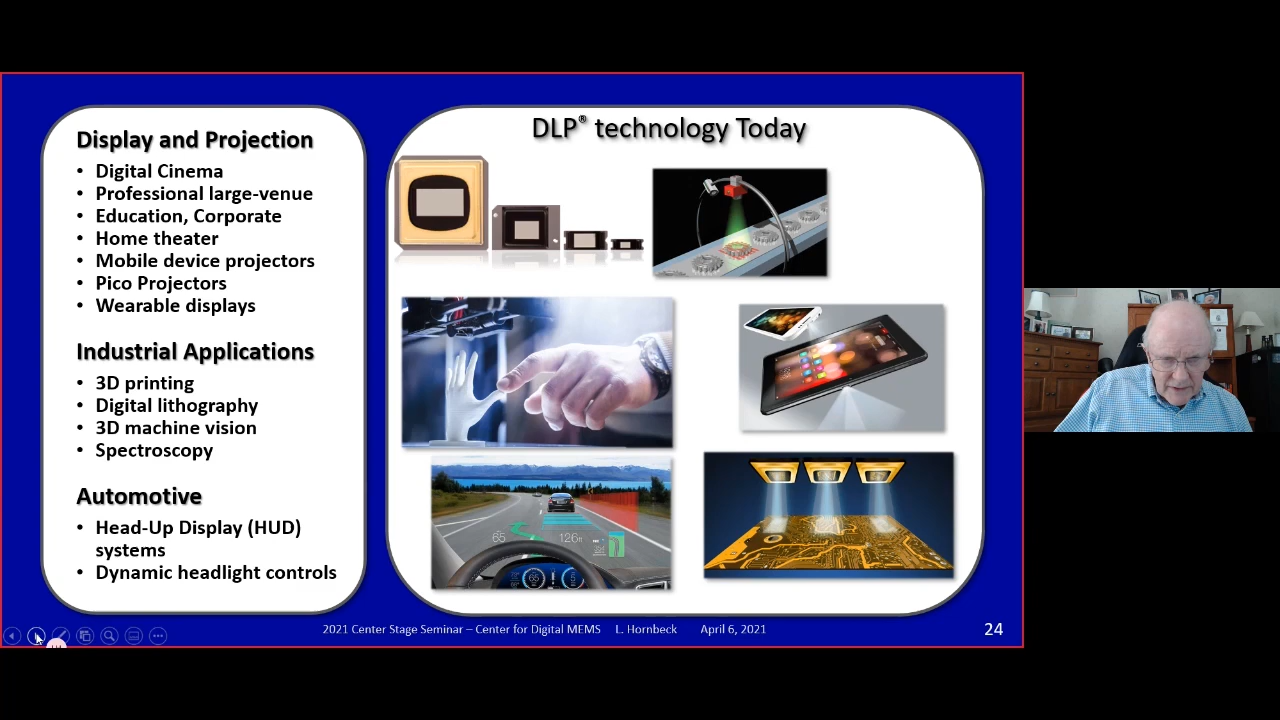 DLP® technology Today
Display and Projection
• Digital Cinema
• Professional large-venue
• Education, Corporate
• Home theater
• Mobile device projectors
• Pico Projectors
• Wearable displays
Industrial Applications
• 3D printing
• Digital lithography
• 3D machine vision
• Spectroscopy
Automotive
• Head-Up Display (HUD)
systems
• Dynamic headlight controls
65
126ft
65
2021 Center Stage Seminar – Center for Digital MEMS L. Hornbeck April 6, 2021
24